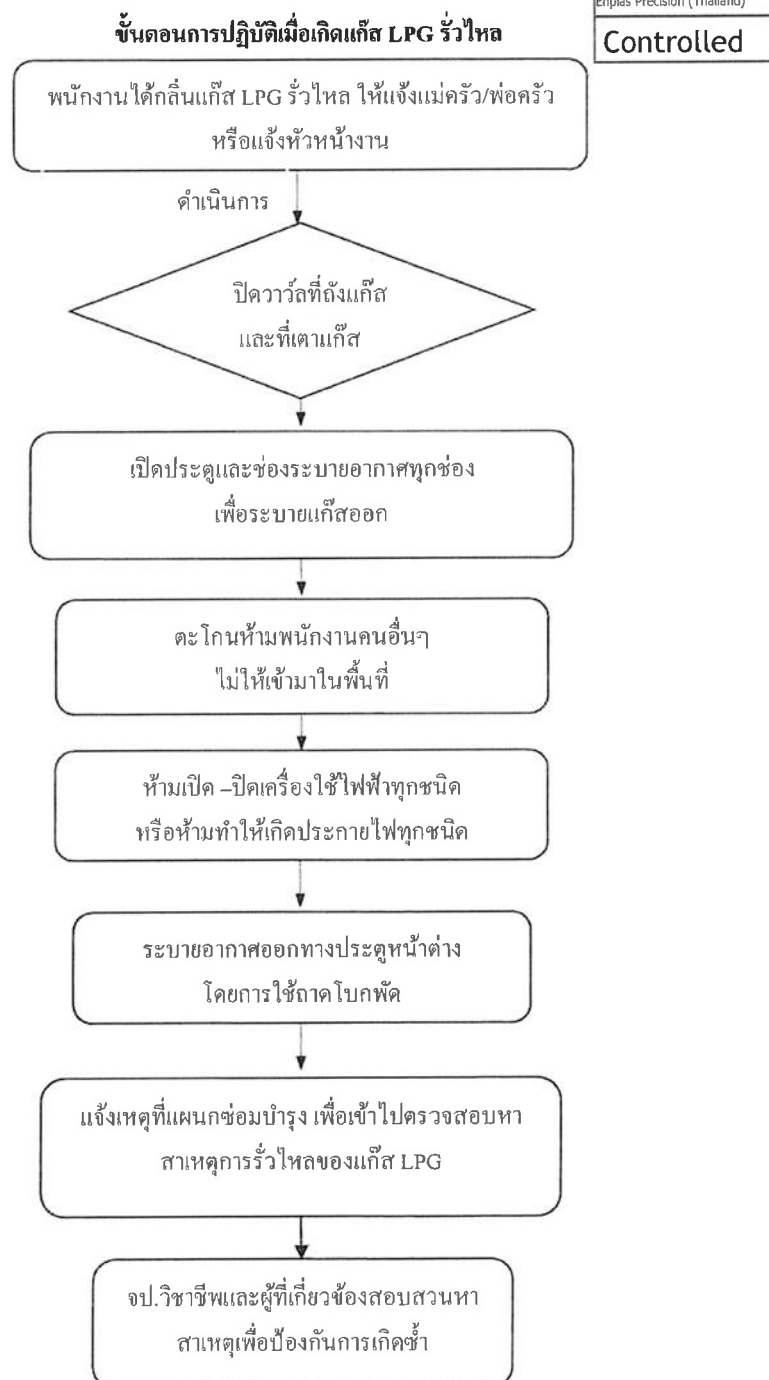 Enplas Precision (Thailand)
Controlled
ขั้นตอนการปฏิบัติเมื่อเกิดแก๊ส LPG รั่วไหล
พนักงานได้กลิ่นแก๊ส LPG รั่วไหล ให้แจ้งแม่ครัว/พ่อครัว
หรือแจ้งหัวหน้างาน
ดำเนินการ
ปิดวาว์ลที่ถังแก๊ส
และที่เตาแก๊ส
เปิดประตูและช่องระบายอากาศทุกช่อง
เพื่อระบายแก๊สออก
ตะโกนห้ามพนักงานคนอื่นๆ
ไม่ให้เข้ามาในพื้นที่
ห้ามเปิด –ปิดเครื่องใช้ไฟฟ้าทุกชนิด
หรือห้ามทำให้เกิดประกายไฟทุกชนิด
ระบายอากาศออกทางประตูหน้าต่าง
โดยการใช้ถาดโบกพัด
แจ้งเหตุที่แผนกซ่อมบำรุง เพื่อเข้าไปตรวจสอบหา
สาเหตุการรั่วไหลของแก๊ส LPG
จป.วิชาชีพและผู้ที่เกี่ยวข้องสอบสวนหา
สาเหตุเพื่อป้องกันการเกิดซ้ำ